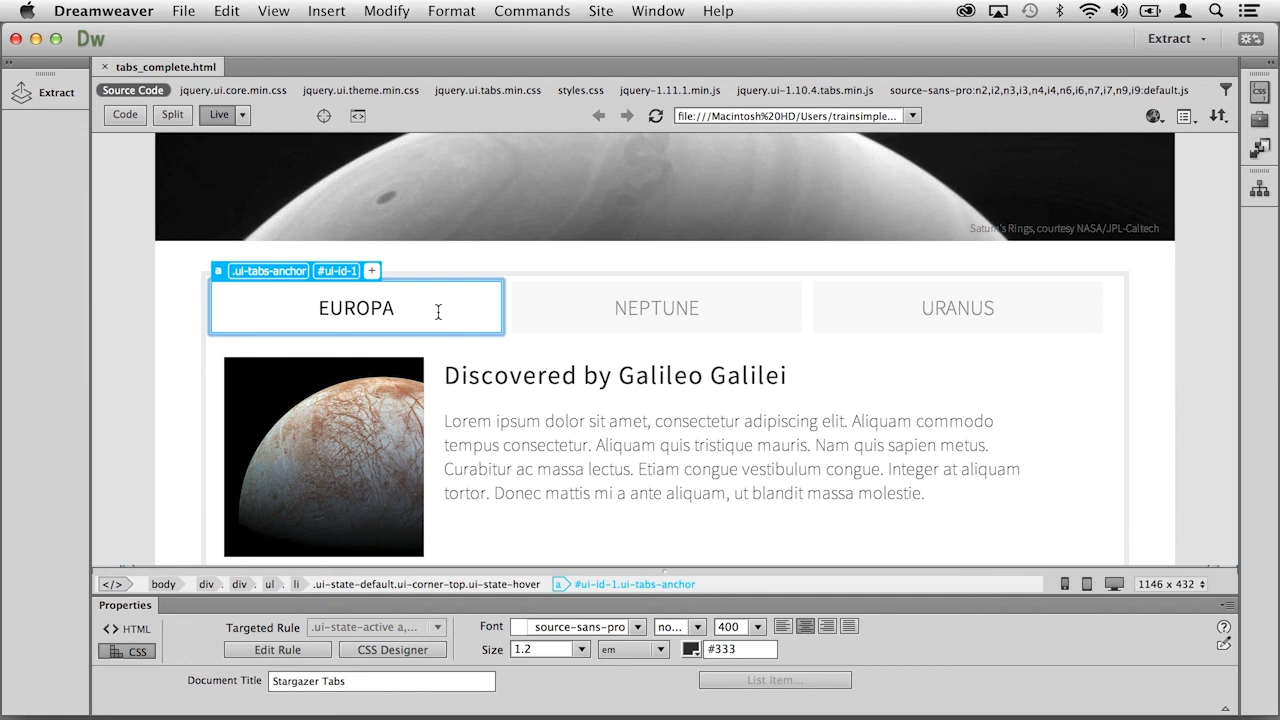 Dreamweaver File Edit View Insert Modify Format Commands Site Window Help
Dw Extract
× tabs_complete.html
Extract
Source Code jquery.ui.core.min.css jquery.ui.theme.min.css jquery.ui.tabs.min.css styles.css jquery-1.11.1.min.js jquery.ui-1.10.4.tabs.min.js source-sans-pro:n2,i2,n3,i3,n4,i4,n6,i6,n7,i7,n9,i9:default.js
Code Split Live file:///Macintosh%20HD/Users/trainsimple...
Saturn's Rings, courtesy NASA/JPL-Caltech
a .ui-tabs-anchor #ui-id-1 +
EUROPA NEPTUNE URANUS
Discovered by Galileo Galilei
Lorem ipsum dolor sit amet, consectetur adipiscing elit. Aliquam commodo
tempus consectetur. Aliquam quis tristique mauris. Nam quis sapien metus.
Curabitur ac massa lectus. Etiam congue vestibulum congue. Integer at aliquam
tortor. Donec mattis mi a ante aliquam, ut blandit massa molestie.
</> body div div ul li .ui-state-default.ui-corner-top.ui-state-hover a #ui-id-1.ui-tabs-anchor 1146 x 432
Properties
<> HTML Targeted Rule .ui-state-active a,... Font source-sans-pro no... 400
CSS Edit Rule CSS Designer Size 1.2 em #333
Document Title Stargazer Tabs List Item...